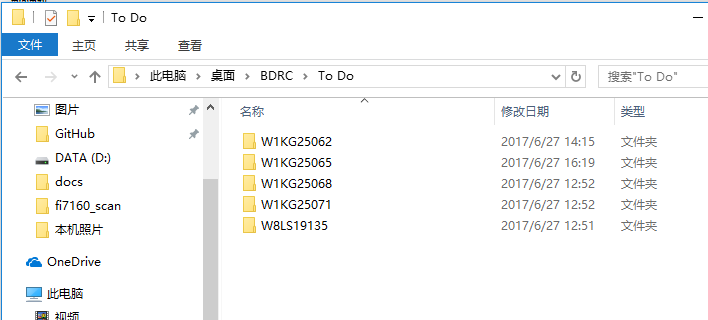 To Do
文件 主页 共享 查看
此电脑 桌面 BDRC To Do 搜索"To Do"
名称 修改日期 类型
图片
GitHub
DATA (D:)
docs
fi7160_scan
本机照片
OneDrive
此电脑
视频
W1KG25062 2017/6/27 14:15 文件夹
W1KG25065 2017/6/27 16:19 文件夹
W1KG25068 2017/6/27 12:52 文件夹
W1KG25071 2017/6/27 12:52 文件夹
W8LS19135 2017/6/27 12:51 文件夹